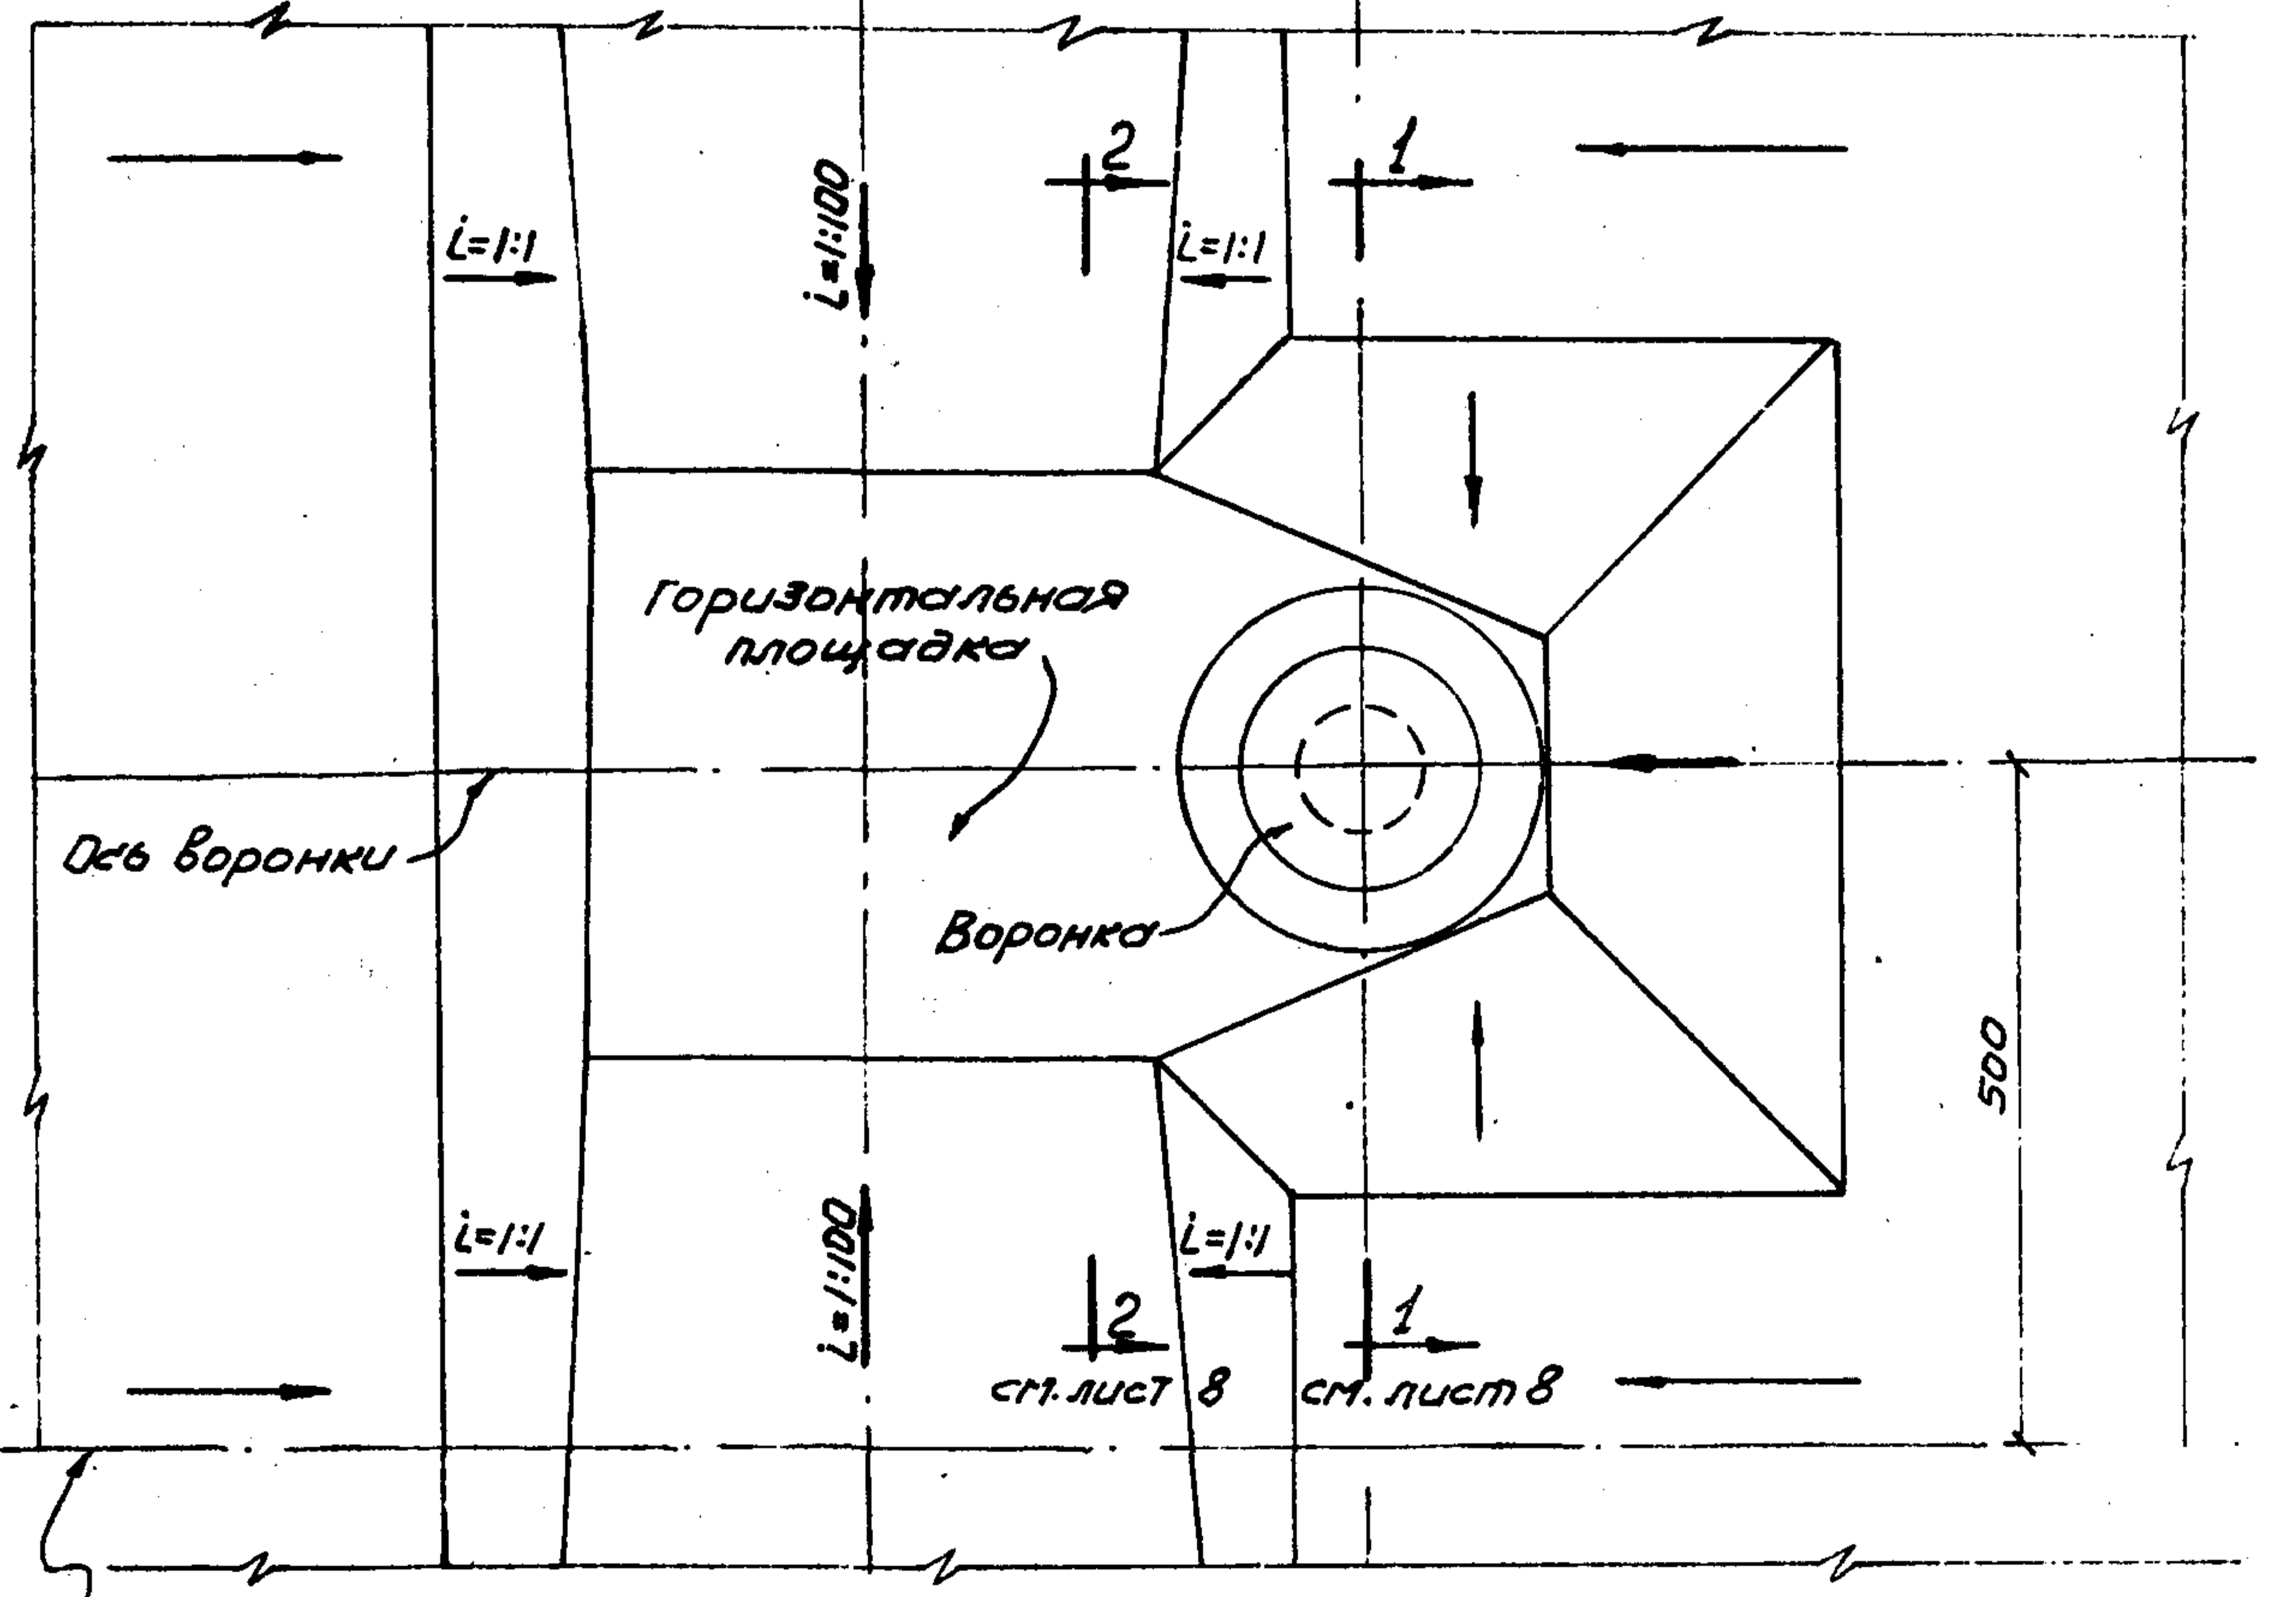 2
1
i=1:100
i=1:1
i=1:1
Горизонтальная
площадка
Ось воронки
Воронка
500
i=1:1
i=1:100
i=1:1
2
1
см. лист 8
см. лист 8